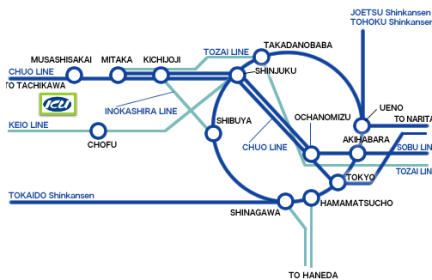 JOETSU Shinkansen
TOHOKU Shinkansen
TAKADANOBABA
TOZAI LINE
MUSASHISAKAI
MITAKA
KICHIJOJI
CHUO LINE
SHINJUKU
TO TACHIKAWA
ICU
INOKASHIRA LINE
UENO
OCHANOMIZU
TO NARITA
KEIO LINE
SHIBUYA
AKIHABARA
CHOFU
CHUO LINE
SOBU LINE
TOZAI LINE
TOKYO
TOKAIDO Shinkansen
SHINAGAWA
HAMAMATSUCHO
TO HANEDA